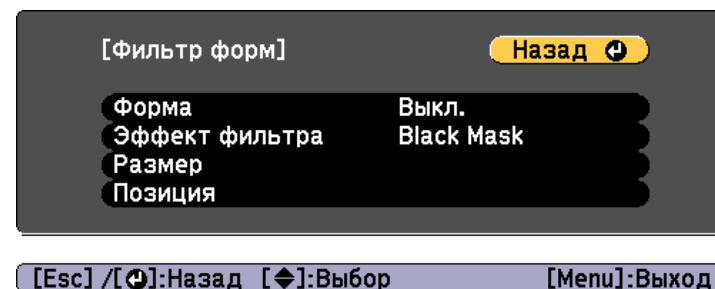 [Фильтр форм] Назад
Форма Выкл.
Эффект фильтра Black Mask
Размер
Позиция
[Esc] /[⏎]:Назад [◆]:Выбор [Menu]:Выход